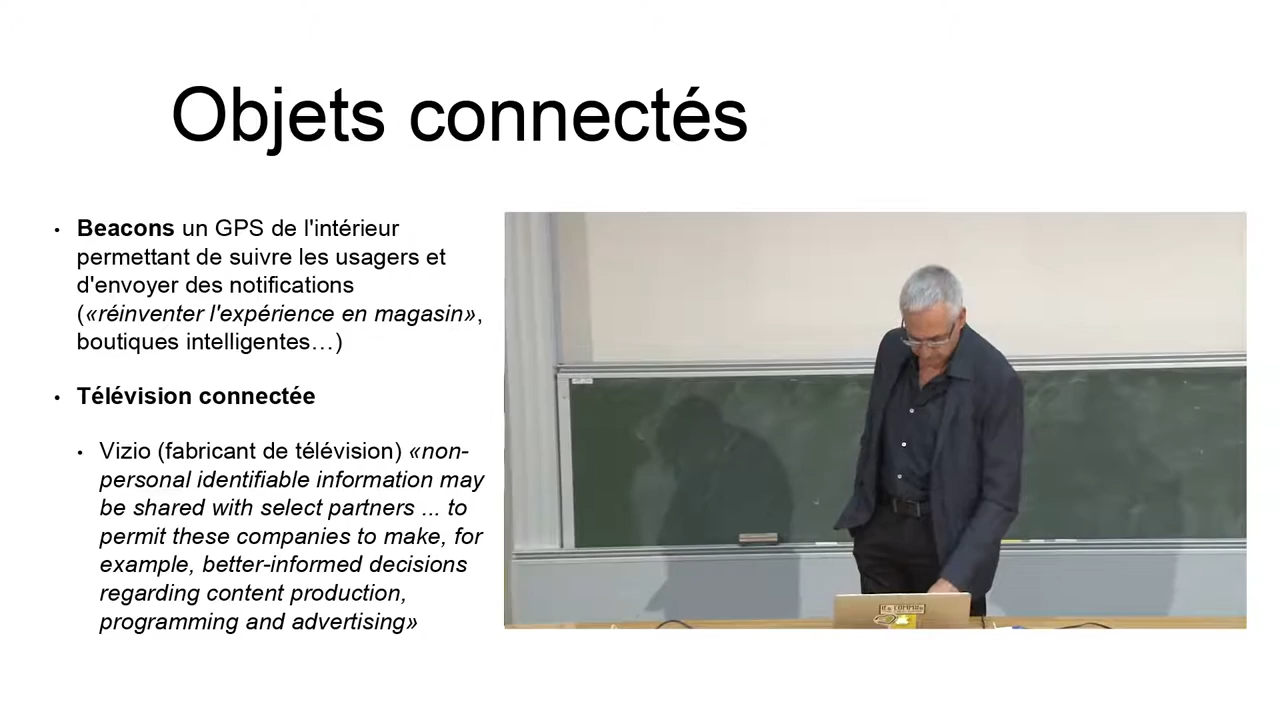 Objets connectés
• Beacons un GPS de l'intérieur
permettant de suivre les usagers et
d'envoyer des notifications
(«réinventer l'expérience en magasin»,
boutiques intelligentes…)
• Télévision connectée
• Vizio (fabricant de télévision) «non-
personal identifiable information may
be shared with select partners ... to
permit these companies to make, for
example, better-informed decisions
regarding content production,
programming and advertising»